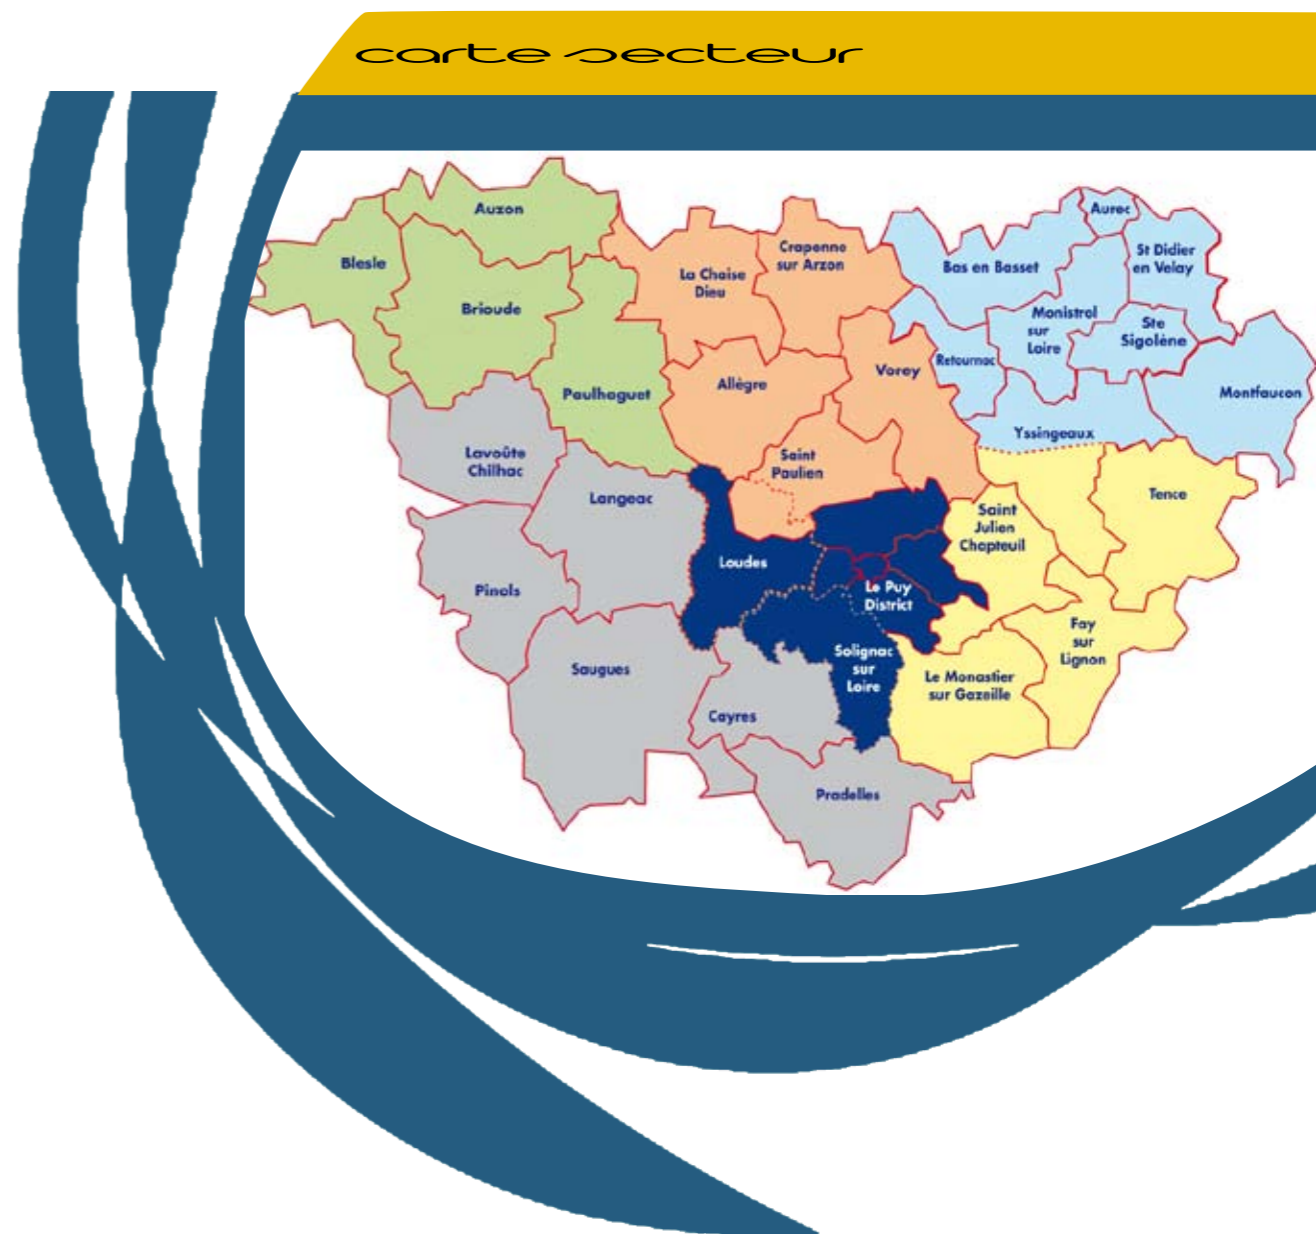 carte secteur
Auzon
Blesle
Brioude
Paulhaguet
La Chaise
Dieu
Craponne
sur Arzon
Allègre
Vorey
Saint
Paulien
Bas en Basset
Aurec
St Didier
en Velay
Monistrol
sur
Loire
Ste
Sigolène
Retournac
Montfaucon
Yssingeaux
Lavoûte
Chilhac
Langeac
Pinols
Saugues
Cayres
Pradelles
Loudes
Le Puy
District
Solignac
sur
Loire
Saint
Julien
Chapteuil
Tence
Fay
sur
Lignon
Le Monastier
sur Gazeille